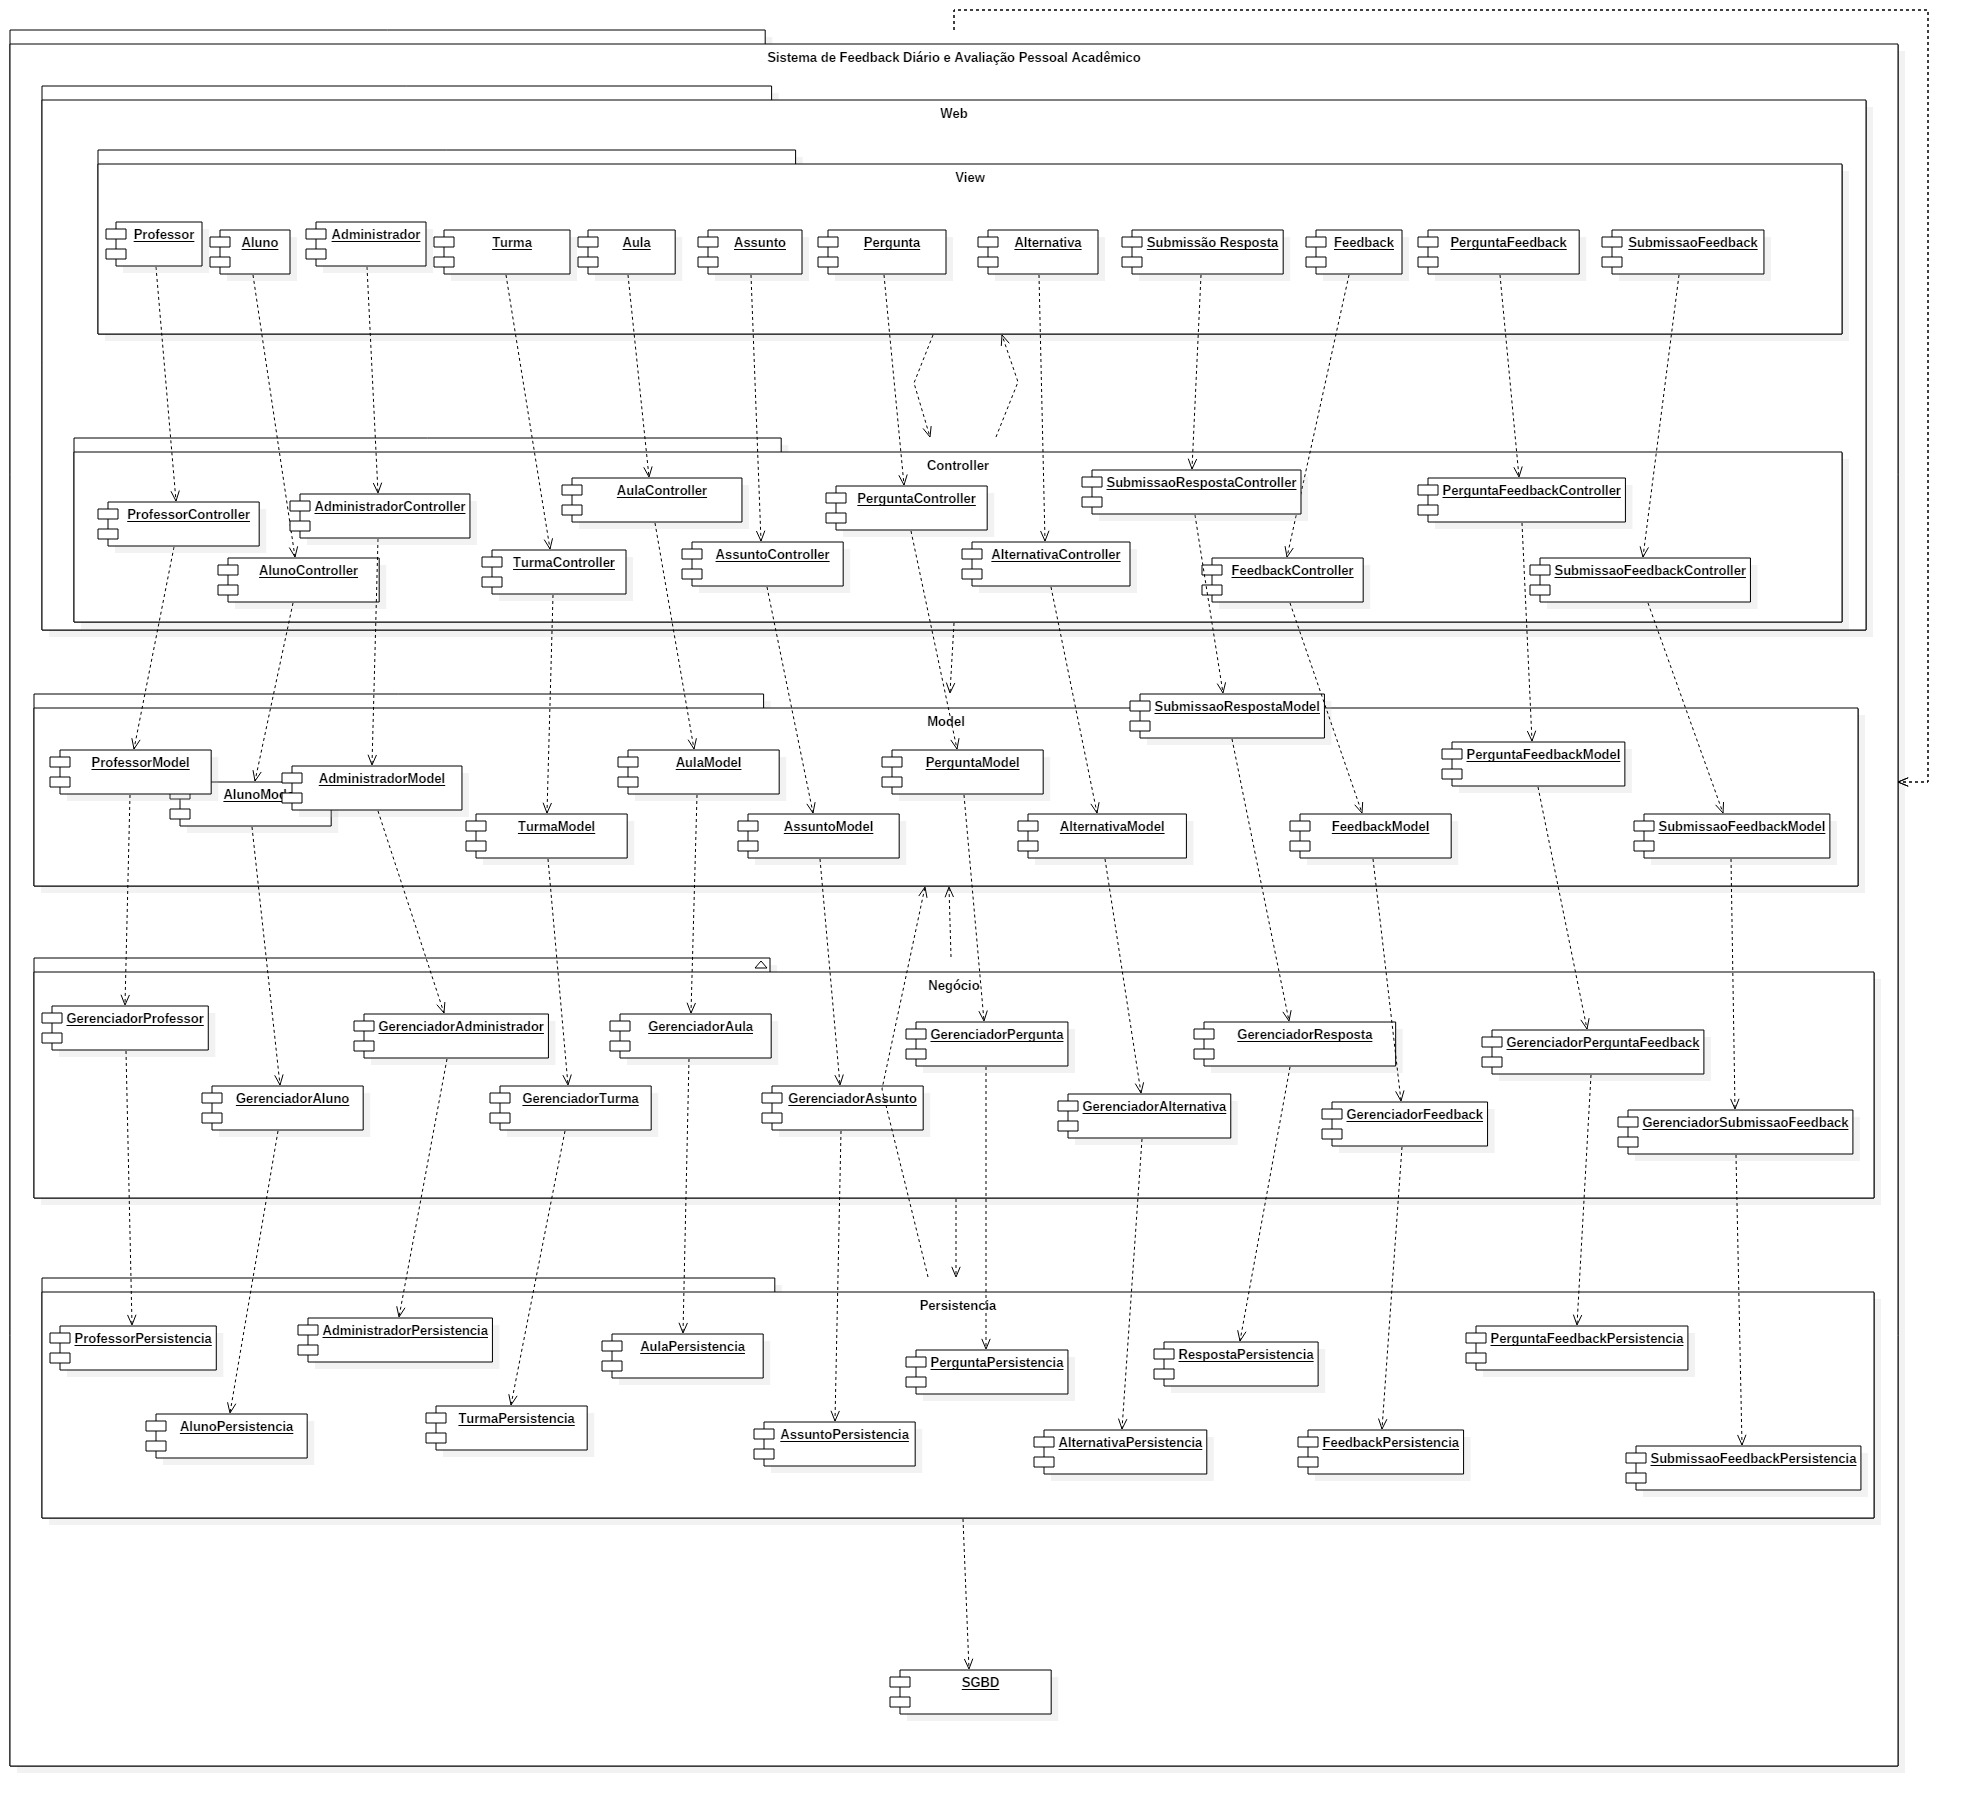 Sistema de Feedback Diário e Avaliação Pessoal Acadêmico
Web
View
Professor
Aluno
Administrador
Turma
Aula
Assunto
Pergunta
Alternativa
Submissão Resposta
Feedback
PerguntaFeedback
SubmissaoFeedback
Controller
ProfessorController
AlunoController
AdministradorController
TurmaController
AulaController
AssuntoController
PerguntaController
AlternativaController
SubmissaoRespostaController
FeedbackController
PerguntaFeedbackController
SubmissaoFeedbackController
Model
ProfessorModel
AdministradorModel
TurmaModel
AulaModel
AssuntoModel
PerguntaModel
AlternativaModel
SubmissaoRespostaModel
FeedbackModel
PerguntaFeedbackModel
SubmissaoFeedbackModel
Negócio
GerenciadorProfessor
GerenciadorAluno
GerenciadorAdministrador
GerenciadorTurma
GerenciadorAula
GerenciadorAssunto
GerenciadorPergunta
GerenciadorAlternativa
GerenciadorResposta
GerenciadorFeedback
GerenciadorPerguntaFeedback
GerenciadorSubmissaoFeedback
Persistencia
ProfessorPersistencia
AlunoPersistencia
AdministradorPersistencia
TurmaPersistencia
AulaPersistencia
AssuntoPersistencia
PerguntaPersistencia
AlternativaPersistencia
RespostaPersistencia
FeedbackPersistencia
PerguntaFeedbackPersistencia
SubmissaoFeedbackPersistencia
SGBD